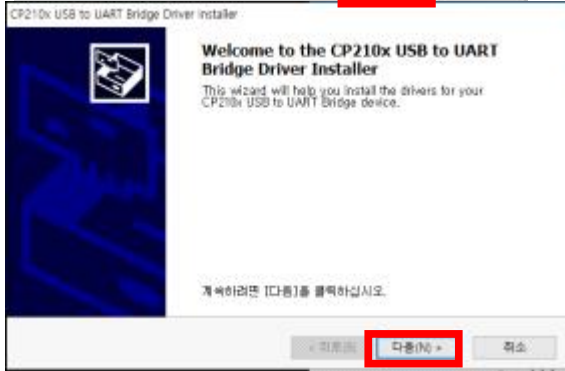 CP210x USB to UART Bridge Driver Installer
Welcome to the CP210x USB to UART
Bridge Driver Installer
This wizard will help you install the drivers for your
CP210x USB to UART Bridge device.
계속하려면 [다음]을 클릭하십시오.
< 뒤로(B)
다음(N) >
취소